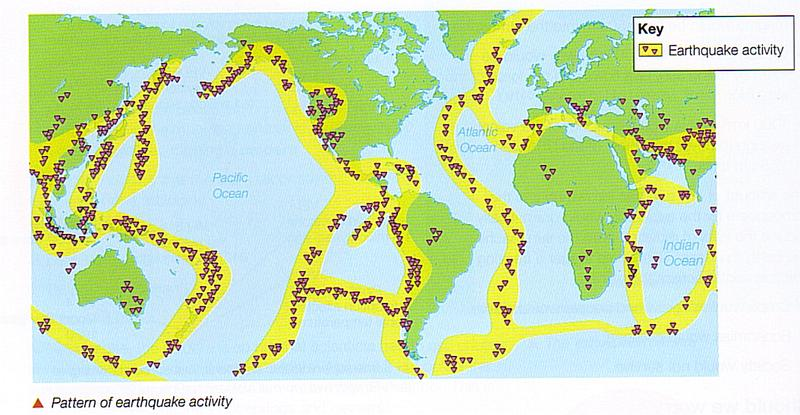 Key
Earthquake activity
Atlantic
Ocean
Pacific
Ocean
Indian
Ocean
Pattern of earthquake activity